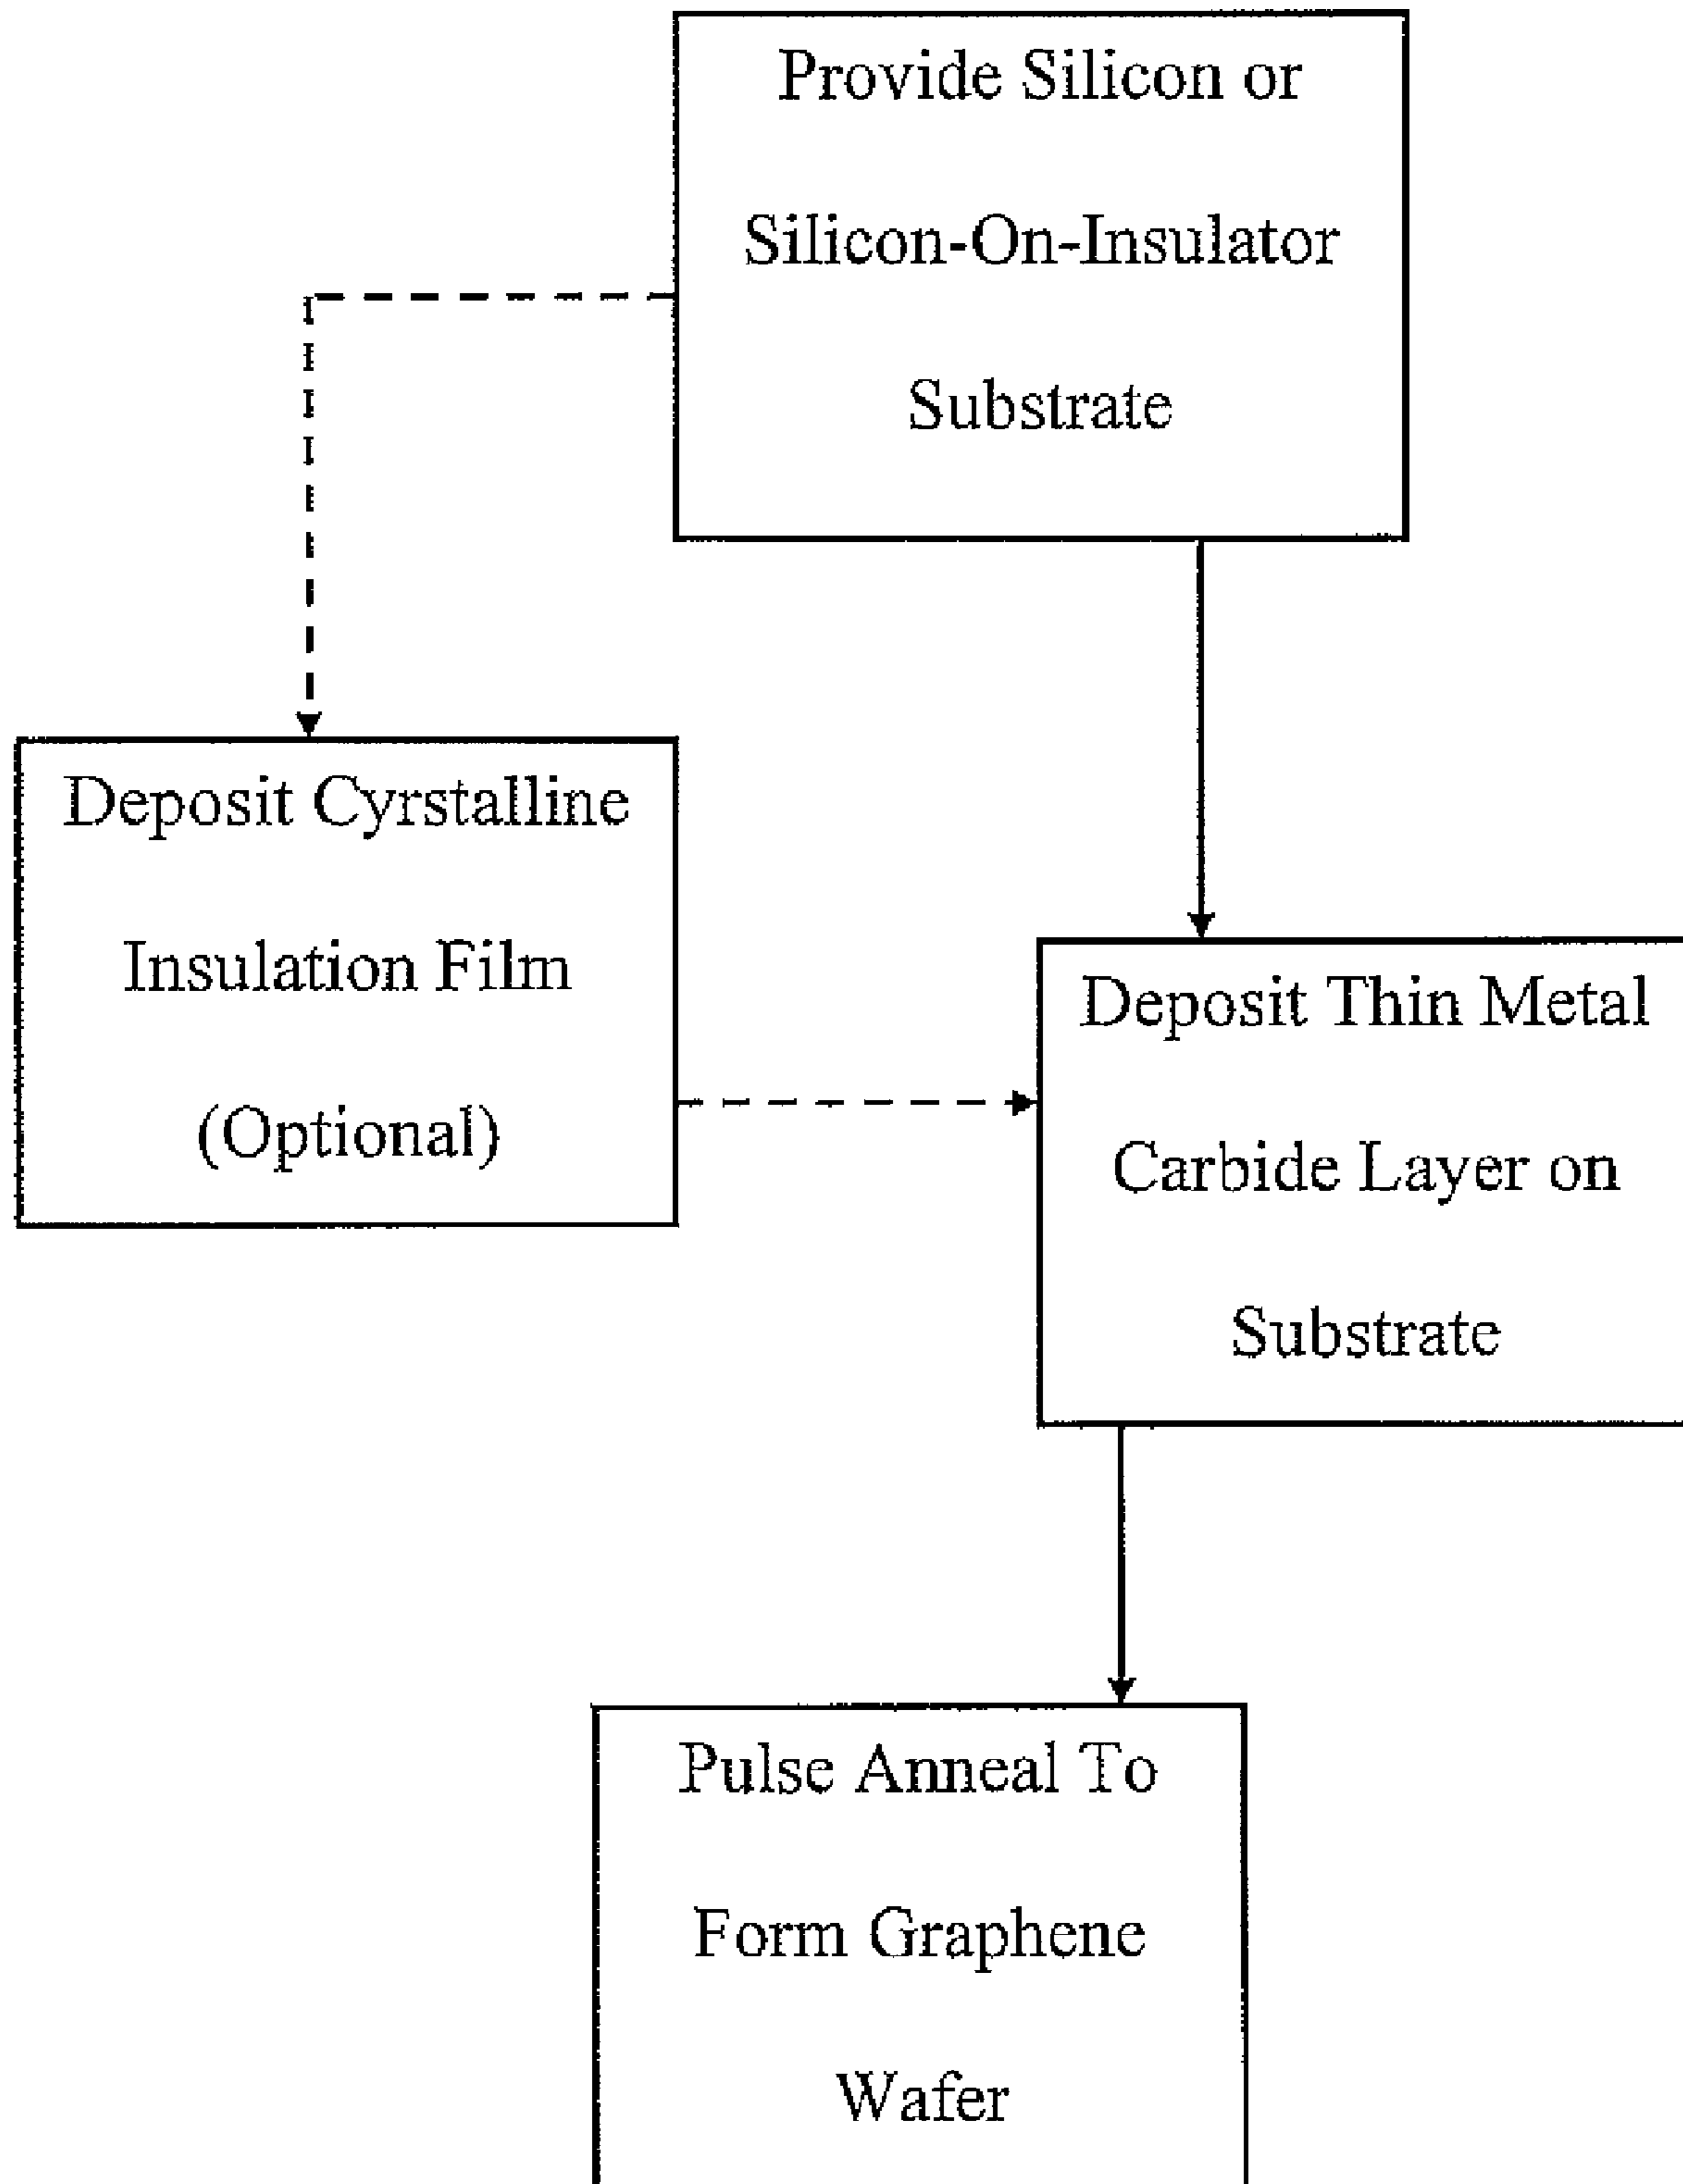 Provide Silicon or
Silicon-On-Insulator
Substrate
Deposit Cyrstalline
Insulation Film
(Optional)
Deposit Thin Metal
Carbide Layer on
Substrate
Pulse Anneal To
Form Graphene
Wafer